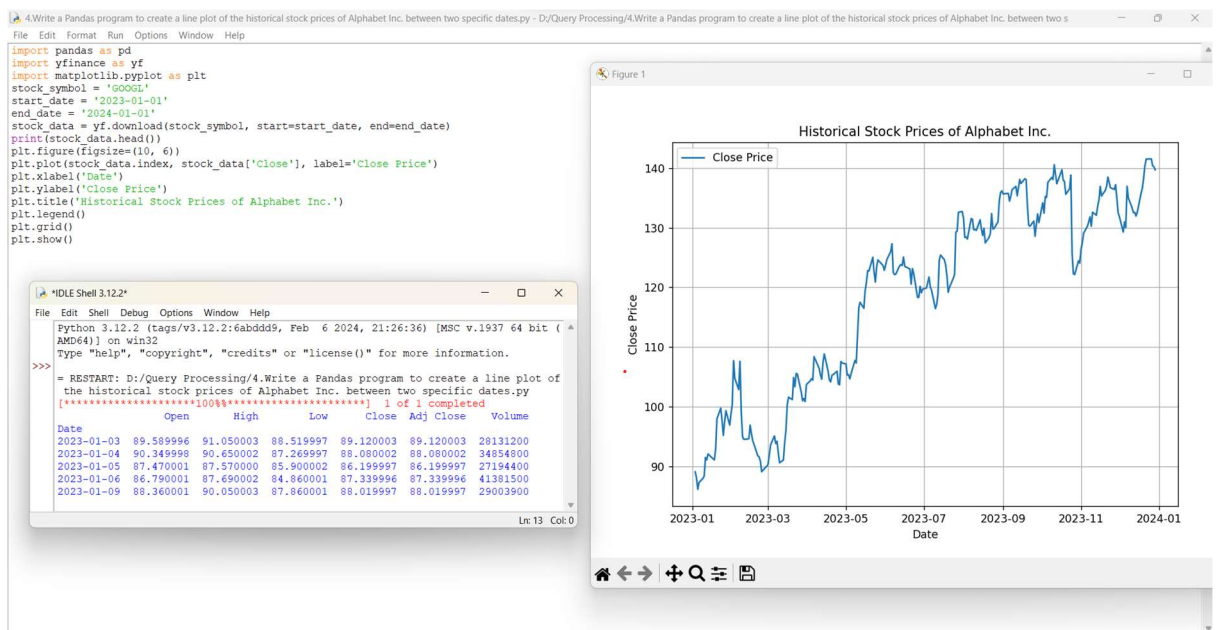 4.Write a Pandas program to create a line plot of the historical stock prices of Alphabet Inc. between two specific dates.py - D:/Query Processing/4.Write a Pandas program to create a line plot of the historical stock prices of Alphabet Inc. between two s
File Edit Format Run Options Window Help
import pandas as pd
import yfinance as yf
import matplotlib.pyplot as plt
stock_symbol = 'GOOGL'
start_date = '2023-01-01'
end_date = '2024-01-01'
stock_data = yf.download(stock_symbol, start=start_date, end=end_date)
print(stock_data.head())
plt.figure(figsize=(10, 6))
plt.plot(stock_data.index, stock_data['Close'], label='Close Price')
plt.xlabel('Date')
plt.ylabel('Close Price')
plt.title('Historical Stock Prices of Alphabet Inc.')
plt.legend()
plt.grid()
plt.show()
*IDLE Shell 3.12.2*
File Edit Shell Debug Options Window Help
Python 3.12.2 (tags/v3.12.2:6abddd9, Feb  6 2024, 21:26:36) [MSC v.1937 64 bit (
AMD64)] on win32
Type "help", "copyright", "credits" or "license()" for more information.
>>>
= RESTART: D:/Query Processing/4.Write a Pandas program to create a line plot of
the historical stock prices of Alphabet Inc. between two specific dates.py
[*********************100%%**********************]  1 of 1 completed
Open High Low Close Adj Close Volume
Date
2023-01-03 89.589996 91.050003 88.519997 89.120003 89.120003 28131200
2023-01-04 90.349998 90.650002 87.269997 88.080002 88.080002 34854800
2023-01-05 87.470001 87.570000 85.900002 86.199997 86.199997 27194400
2023-01-06 86.790001 87.690002 84.860001 87.339996 87.339996 41381500
2023-01-09 88.360001 90.050003 87.860001 88.019997 88.019997 29003900
Ln: 13 Col: 0
Figure 1
Historical Stock Prices of Alphabet Inc.
Close Price
140
130
120
110
100
90
Close Price
2023-01 2023-03 2023-05 2023-07 2023-09 2023-11 2024-01
Date